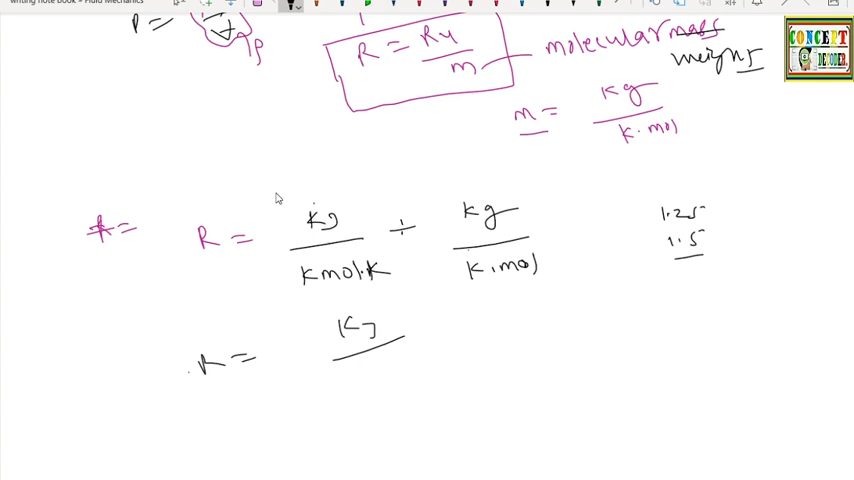 writing note book » Fluid Mechanics
P =
ρ
R = Ru / m molecular mass
weight
m = kg / k.mol
CONCEPT DECODER.
R = kJ / kmol.K ÷ kg / k.mol
1.25
1.5
R = KJ